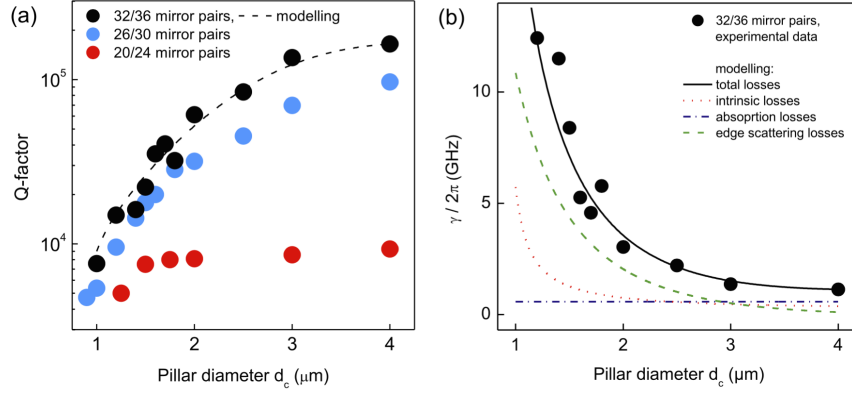 (a)
32/36 mirror pairs, modelling
26/30 mirror pairs
20/24 mirror pairs
Q-factor
10^5
10^4
1 2 3 4
Pillar diameter d_c (μm)
(b)
32/36 mirror pairs,
experimental data
modelling:
total losses
intrinsic losses
absoprtion losses
edge scattering losses
γ / 2π (GHz)
10
5
0
1 2 3 4
Pillar diameter d_c (μm)